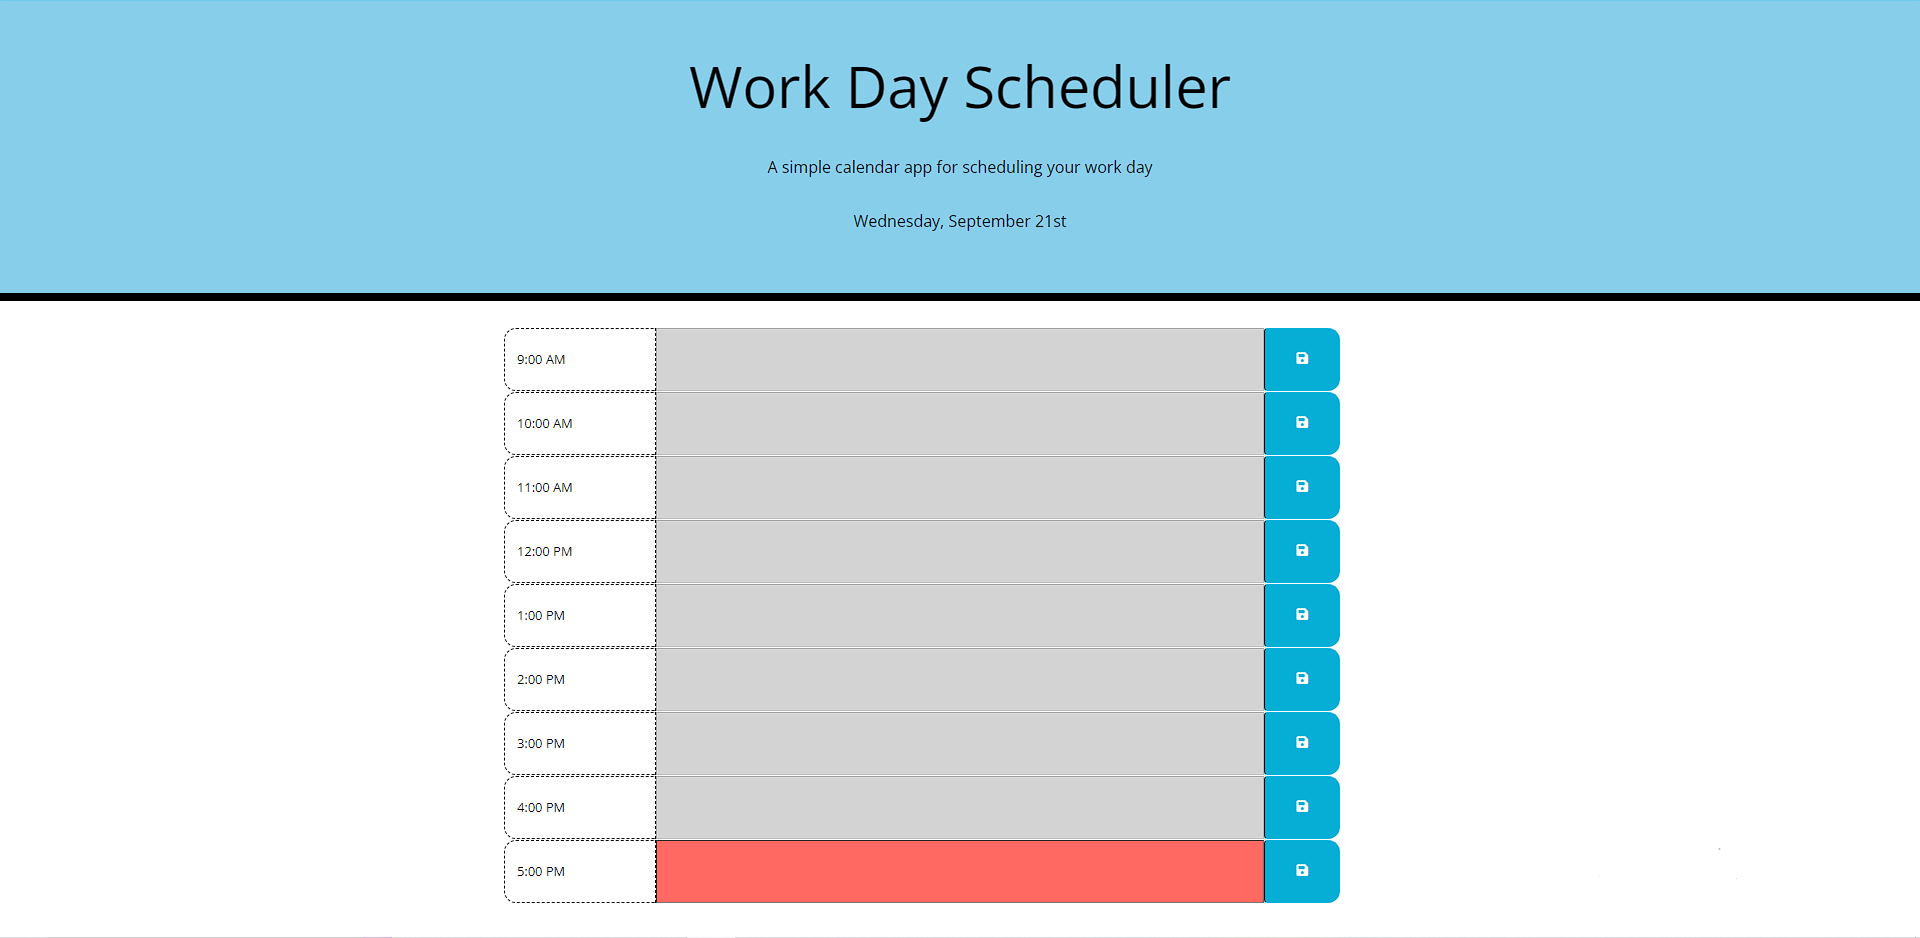 Work Day Scheduler
A simple calendar app for scheduling your work day
Wednesday, September 21st
9:00 AM
10:00 AM
11:00 AM
12:00 PM
1:00 PM
2:00 PM
3:00 PM
4:00 PM
5:00 PM